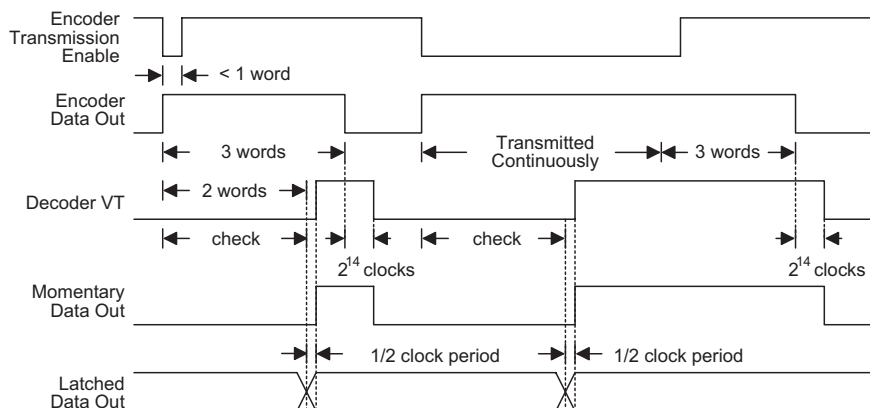 Encoder
Transmission
Enable
< 1 word
Encoder
Data Out
3 words
Transmitted
Continuously
3 words
Decoder VT
2 words
check
check
2¹⁴ clocks
2¹⁴ clocks
Momentary
Data Out
1/2 clock period
1/2 clock period
Latched
Data Out